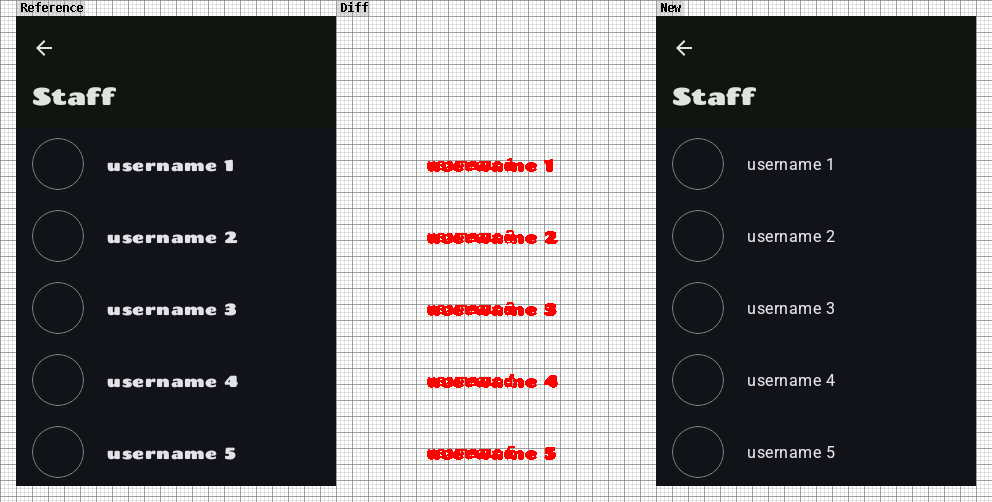 Reference Diff New
Staff Staff
username 1 username 1 username 1
username 2 username 2 username 2
username 3 username 3 username 3
username 4 username 4 username 4
username 5 username 5 username 5